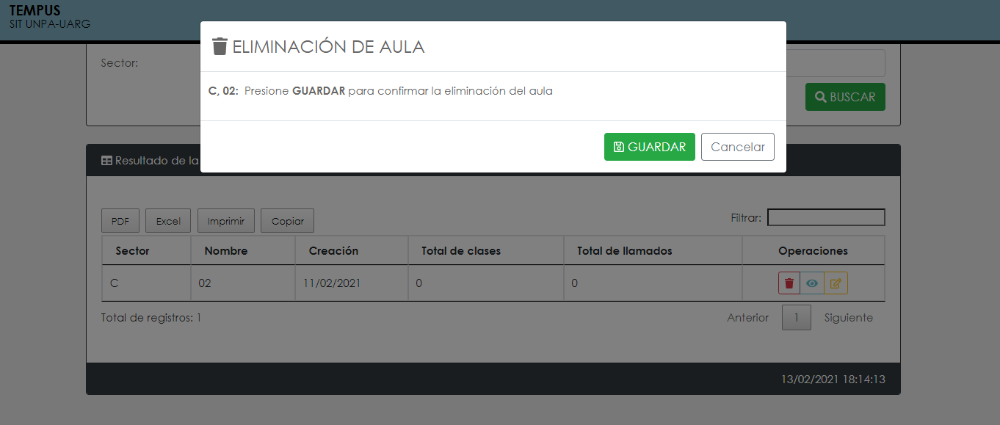 TEMPUS
SIT UNPA-UARG
ELIMINACIÓN DE AULA
Sector:
C, 02: Presione GUARDAR para confirmar la eliminación del aula
BUSCAR
GUARDAR Cancelar
Resultado de la
PDF Excel Imprimir Copiar Filtrar:
Sector Nombre Creación Total de clases Total de llamados Operaciones
C 02 11/02/2021 0 0
Total de registros: 1 Anterior 1 Siguiente
13/02/2021 18:14:13